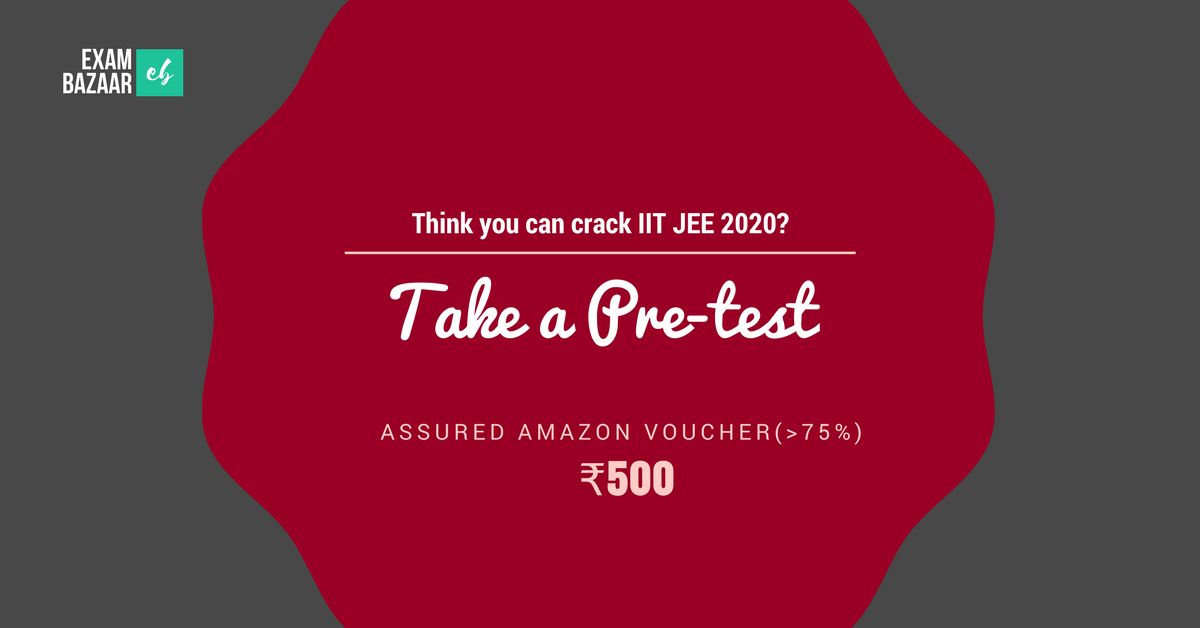 EXAM
BAZAAR
eb
Think you can crack IIT JEE 2020?
Take a Pre-test
ASSURED AMAZON VOUCHER(>75%)
₹500